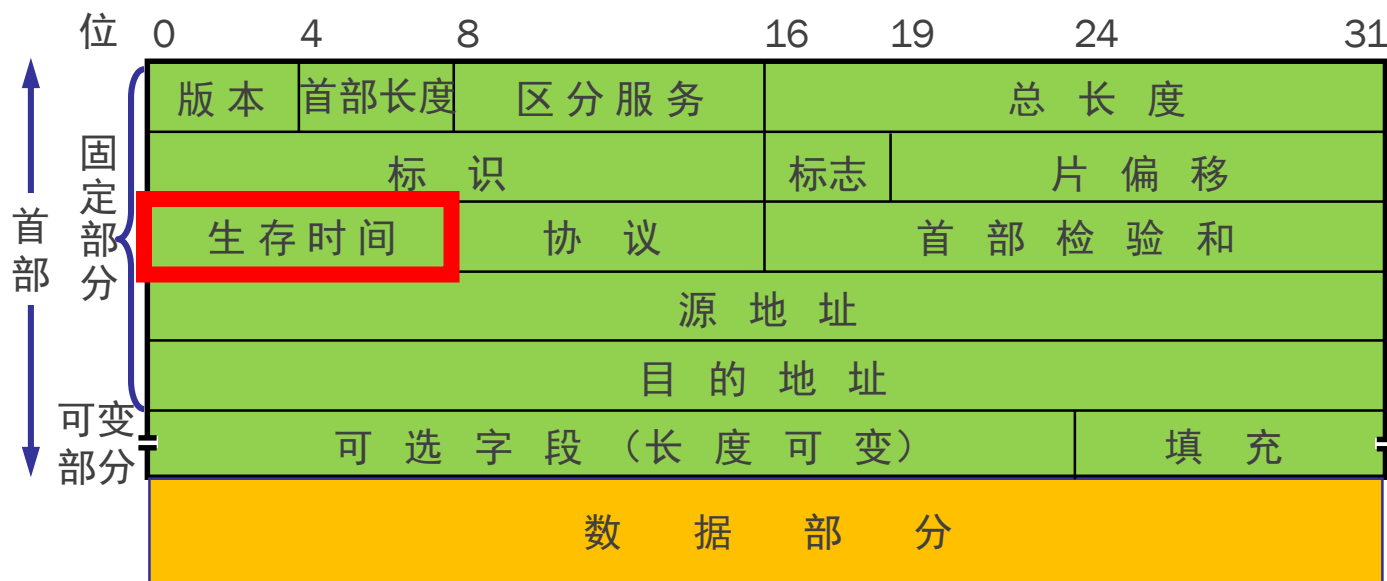 位 0 4 8 16 19 24 31
版本 首部长度 区分服务 总长度
标识 标志 片偏移
生存时间 协议 首部检验和
源地址
目的地址
可选字段（长度可变） 填充
数据部分
首部
固定部分
可变部分